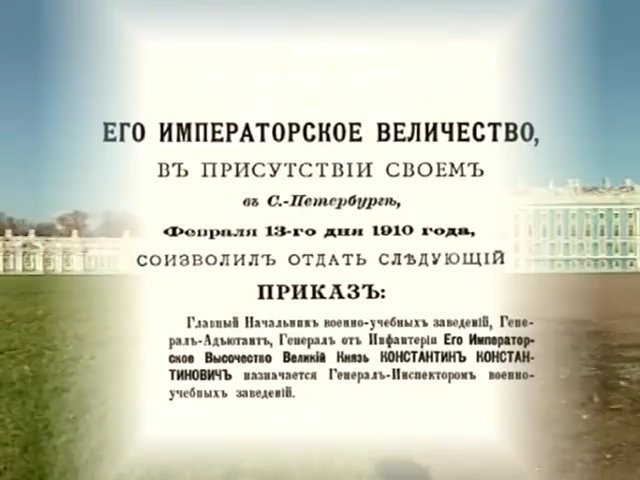 ЕГО ИМПЕРАТОРСКОЕ ВЕЛИЧЕСТВО,
ВЪ ПРИСУТСТВІИ СВОЕМЪ
въ С.-Петербургѣ,
Февраля 13-го дня 1910 года,
СОИЗВОЛИЛЪ ОТДАТЬ СЛѢДУЮЩІЙ
ПРИКАЗЪ:
Главный Начальникъ военно-учебныхъ заведеній, Гене-
ралъ-Адъютантъ, Генералъ отъ Инфантеріи Его Император-
ское Высочество Великій Князь КОНСТАНТИНЪ КОНСТАН-
ТИНОВИЧЪ назначается Генералъ-Инспекторомъ военно-
учебныхъ заведеній.